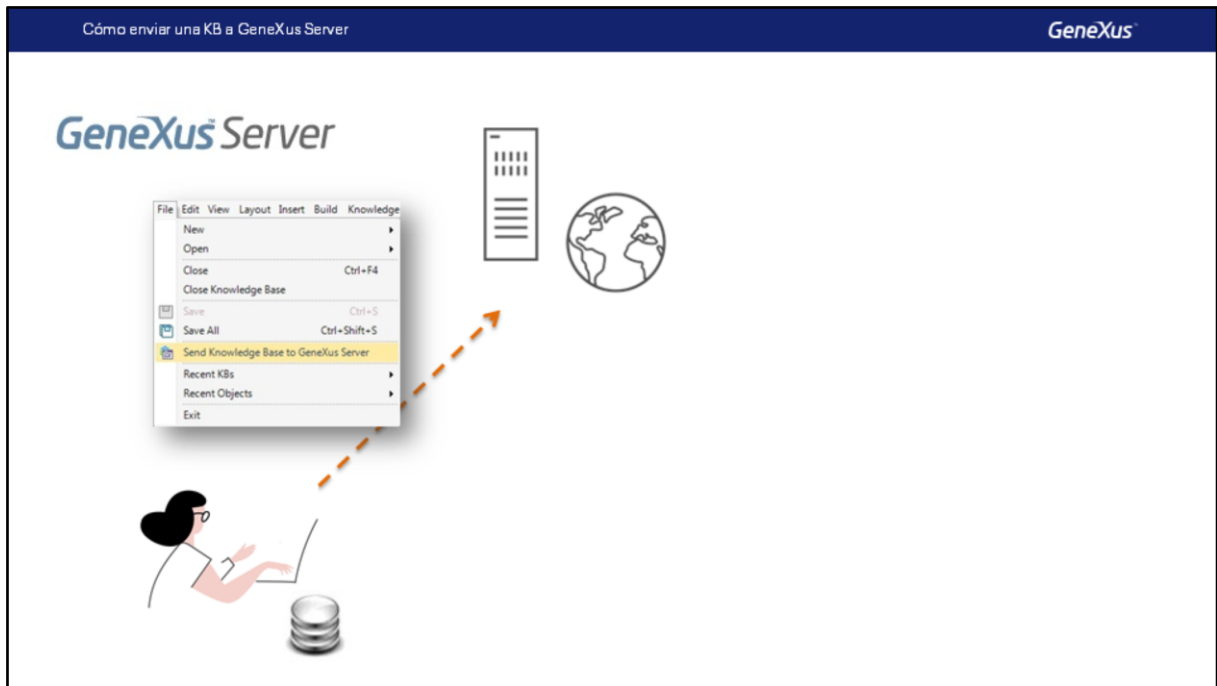 Cómo enviar una KB a GeneXus Server
GeneXus™
GeneXus™ Server
File Edit View Layout Insert Build Knowledge
New
Open
Close Ctrl+F4
Close Knowledge Base
Save Ctrl+S
Save All Ctrl+Shift+S
Send Knowledge Base to GeneXus Server
Recent KBs
Recent Objects
Exit